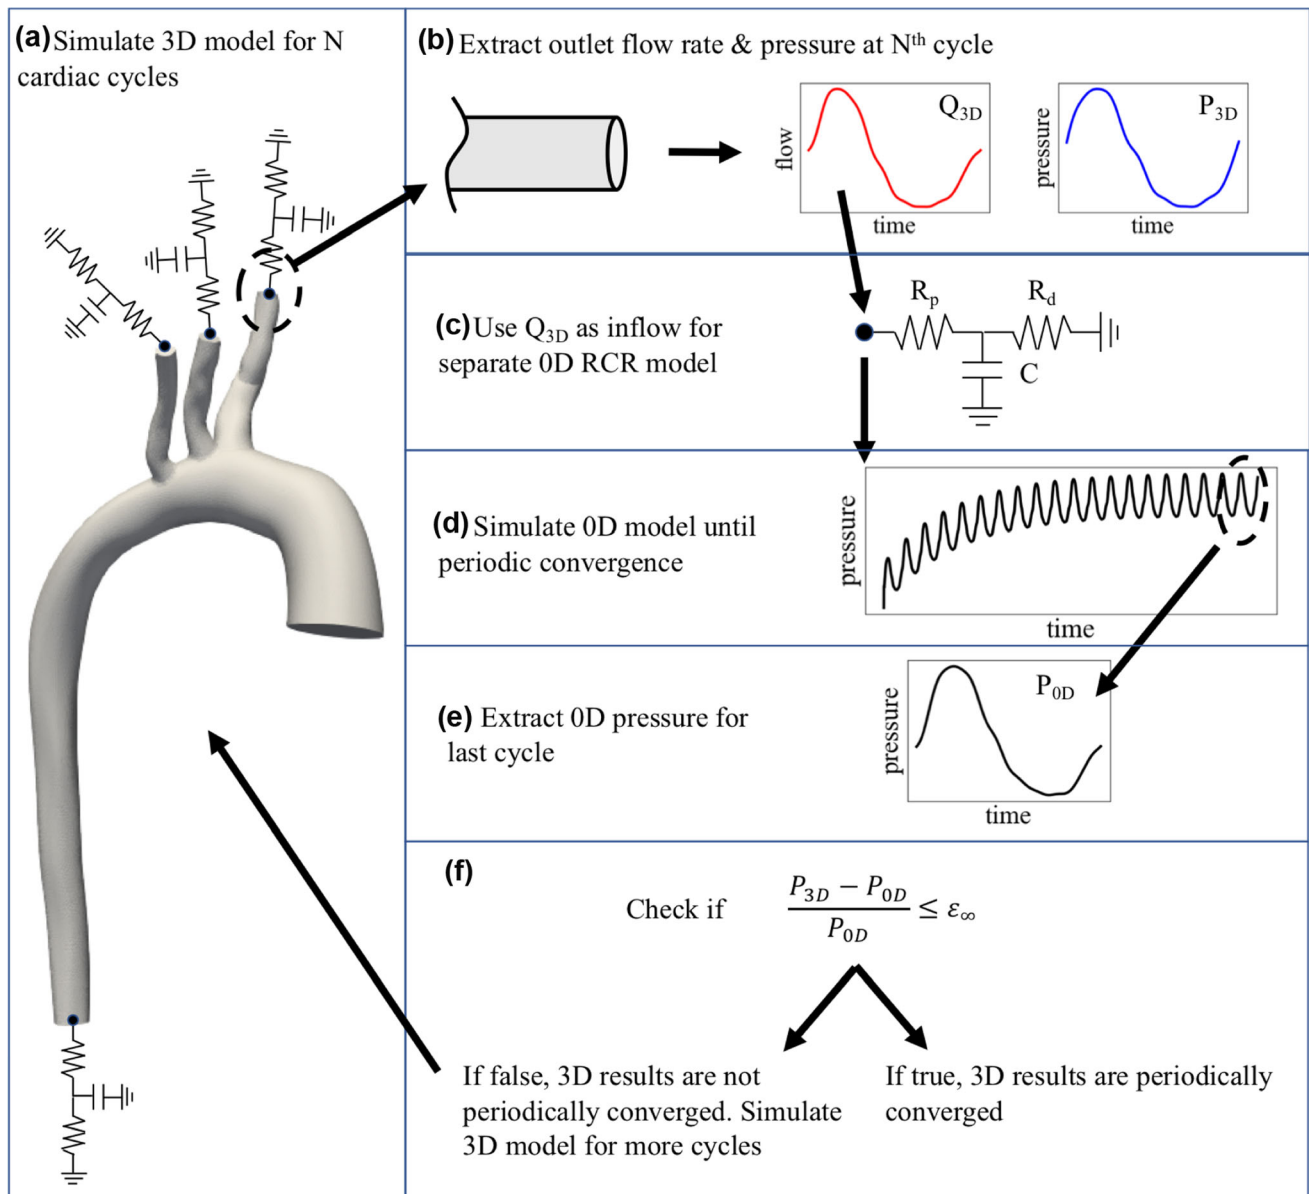 (a) Simulate 3D model for N
cardiac cycles
(b) Extract outlet flow rate & pressure at Nᵗʰ cycle
flow
Q₃D
time
pressure
P₃D
time
(c) Use Q₃D as inflow for
separate 0D RCR model
Rₚ
R_d
C
(d) Simulate 0D model until
periodic convergence
pressure
time
(e) Extract 0D pressure for
last cycle
pressure
P₀D
time
(f)
Check if
P₃D − P₀D
P₀D
≤ ε∞
If false, 3D results are not
periodically converged. Simulate
3D model for more cycles
If true, 3D results are periodically
converged